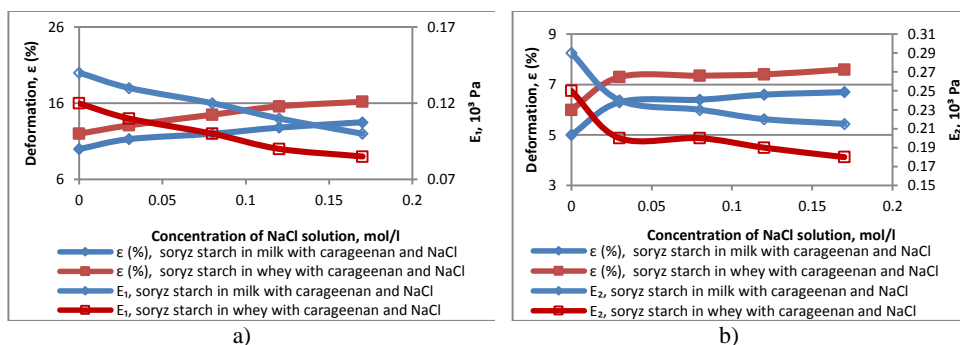 26
16
6
0.17
0.12
0.07
0
0.05
0.1
0.15
0.2
Deformation, ε (%)
E₁, 10³ Pa
Concentration of NaCl solution, mol/l
ε (%), soryz starch in milk with carageenan and NaCl
ε (%), soryz starch in whey with carageenan and NaCl
E₁, soryz starch in milk with carageenan and NaCl
E₁, soryz starch in whey with carageenan and NaCl
a)
9
7
5
3
0.31
0.29
0.27
0.25
0.23
0.21
0.19
0.17
0.15
0
0.05
0.1
0.15
0.2
Deformation, ε (%)
E₂, 10³ Pa
Concentration of NaCl solution, mol/l
ε (%), soryz starch in milk with carageenan and NaCl
ε (%), soryz starch in whey with carageenan and NaCl
E₂, soryz starch in milk with carageenan and NaCl
E₂, soryz starch in whey with carageenan and NaCl
b)